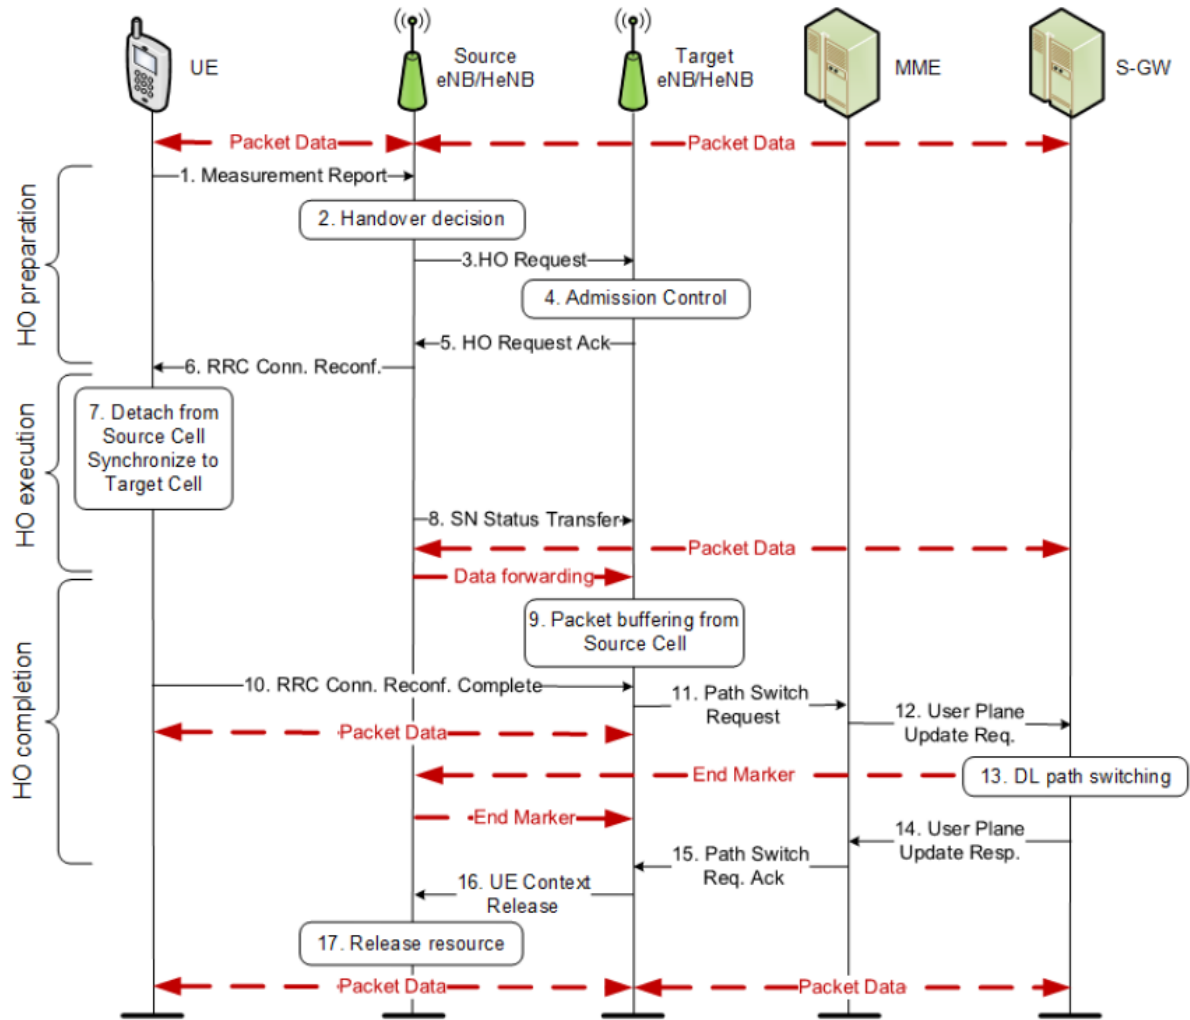 UE
Source
eNB/HeNB
Target
eNB/HeNB
MME
S-GW
Packet Data
Packet Data
HO preparation
1. Measurement Report
2. Handover decision
3.HO Request
4. Admission Control
5. HO Request Ack
6. RRC Conn. Reconf.
HO execution
7. Detach from
Source Cell
Synchronize to
Target Cell
8. SN Status Transfer
Packet Data
Data forwarding
HO completion
9. Packet buffering from
Source Cell
10. RRC Conn. Reconf. Complete
11. Path Switch
Request
12. User Plane
Update Req.
Packet Data
End Marker
13. DL path switching
End Marker
14. User Plane
Update Resp.
15. Path Switch
Req. Ack
16. UE Context
Release
17. Release resource
Packet Data
Packet Data